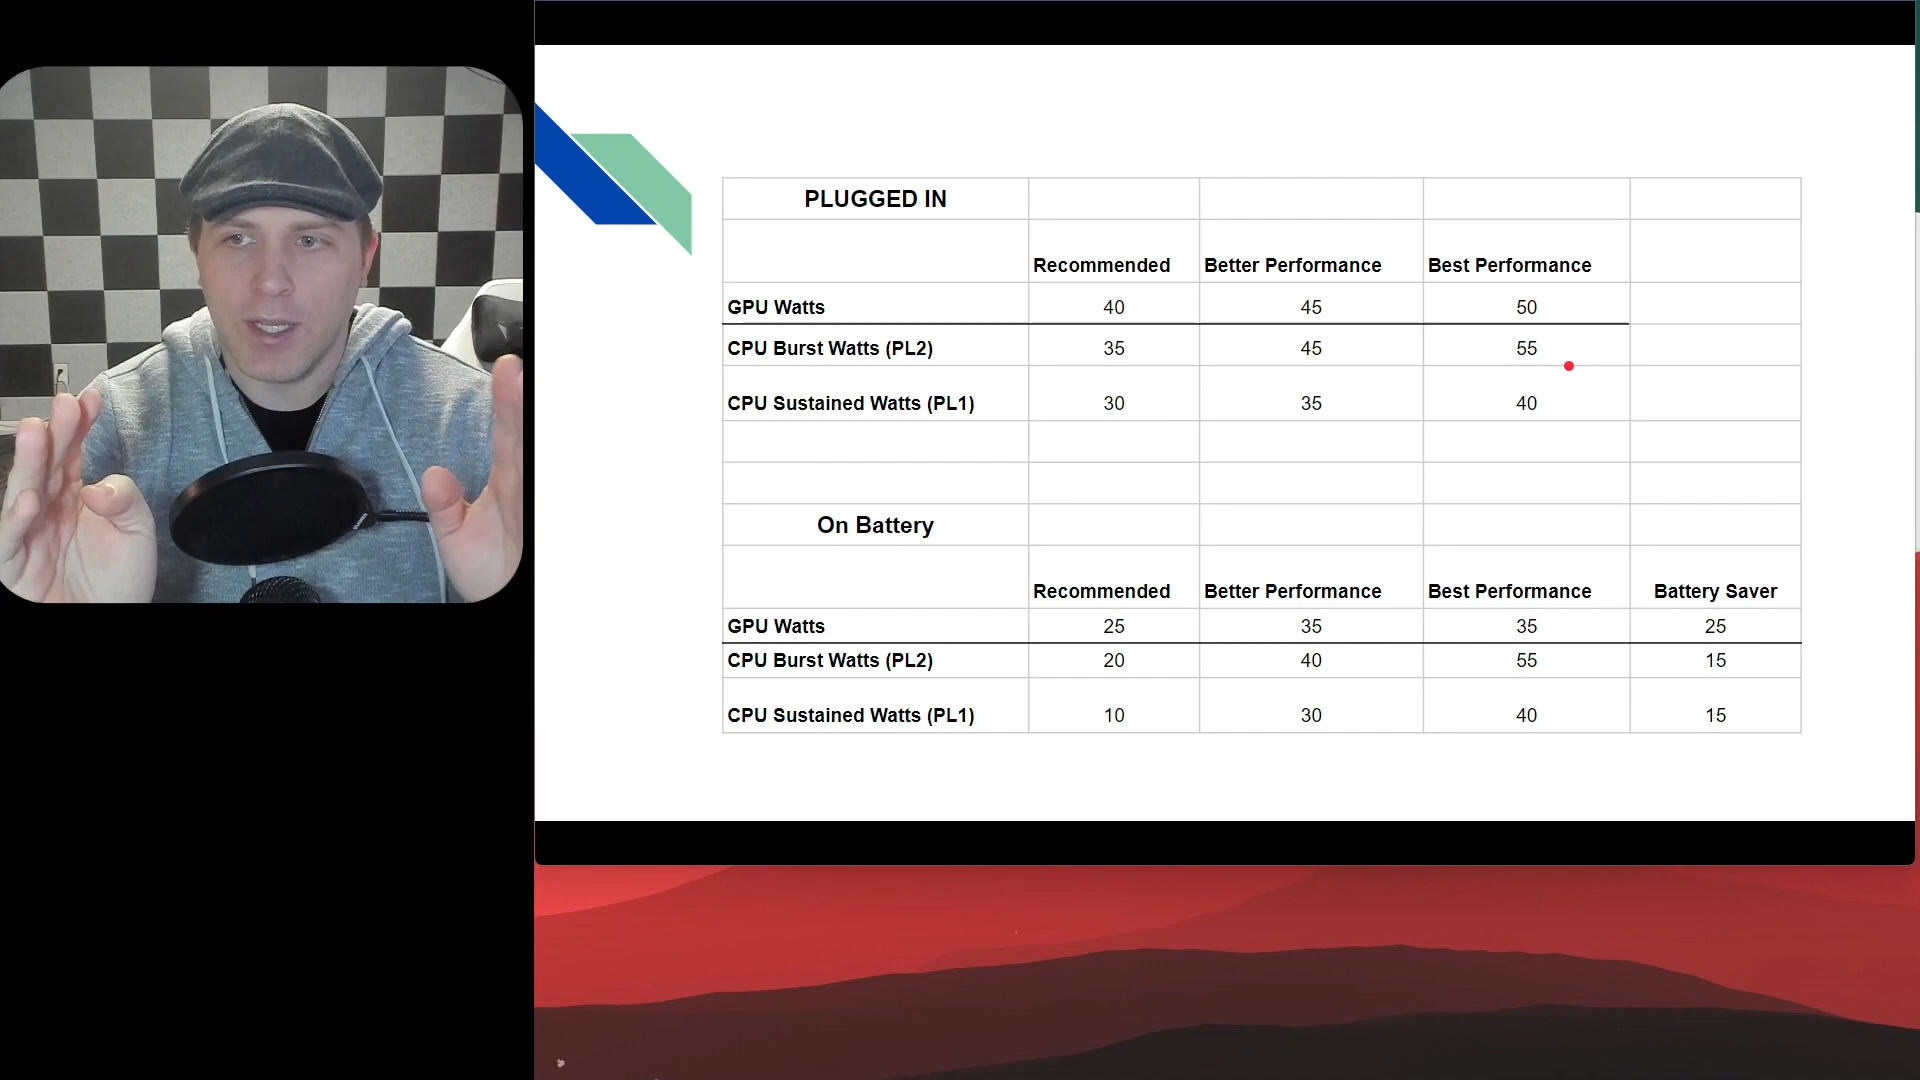 PLUGGED IN
Recommended Better Performance Best Performance
GPU Watts 40 45 50
CPU Burst Watts (PL2) 35 45 55
CPU Sustained Watts (PL1) 30 35 40
On Battery
Recommended Better Performance Best Performance Battery Saver
GPU Watts 25 35 35 25
CPU Burst Watts (PL2) 20 40 55 15
CPU Sustained Watts (PL1) 10 30 40 15